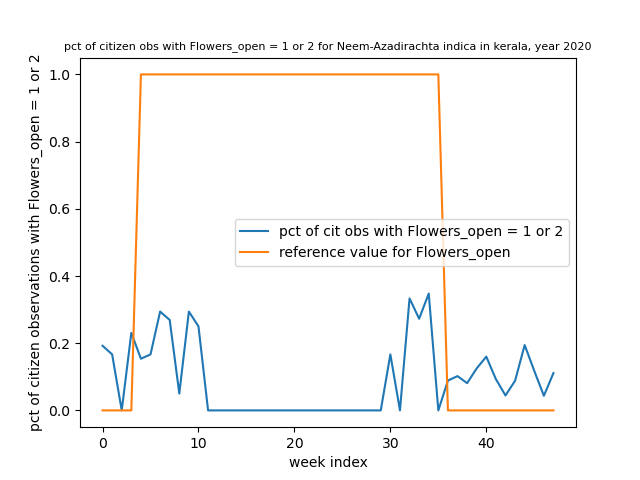 pct of citizen obs with Flowers_open = 1 or 2 for Neem-Azadirachta indica in kerala, year 2020
pct of citizen observations with Flowers_open = 1 or 2
1.0
0.8
0.6
0.4
0.2
0.0
pct of cit obs with Flowers_open = 1 or 2
reference value for Flowers_open
0 10 20 30 40
week index